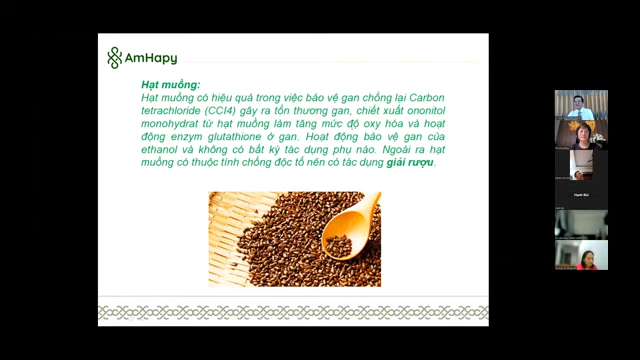 AmHapy
Hạt muồng:
Hạt muồng có hiệu quả trong việc bảo vệ gan chống lại Carbon
tetrachloride (CCl4) gây ra tổn thương gan, chiết xuất ononitol
monohydrat từ hạt muồng làm tăng mức độ oxy hóa và hoạt
động enzym glutathione ở gan. Hoạt động bảo vệ gan của
ethanol và không có bất kỳ tác dụng phụ nào. Ngoài ra hạt
muồng có thuộc tính chống độc tố nên có tác dụng giải rượu.
Hạnh Bùi